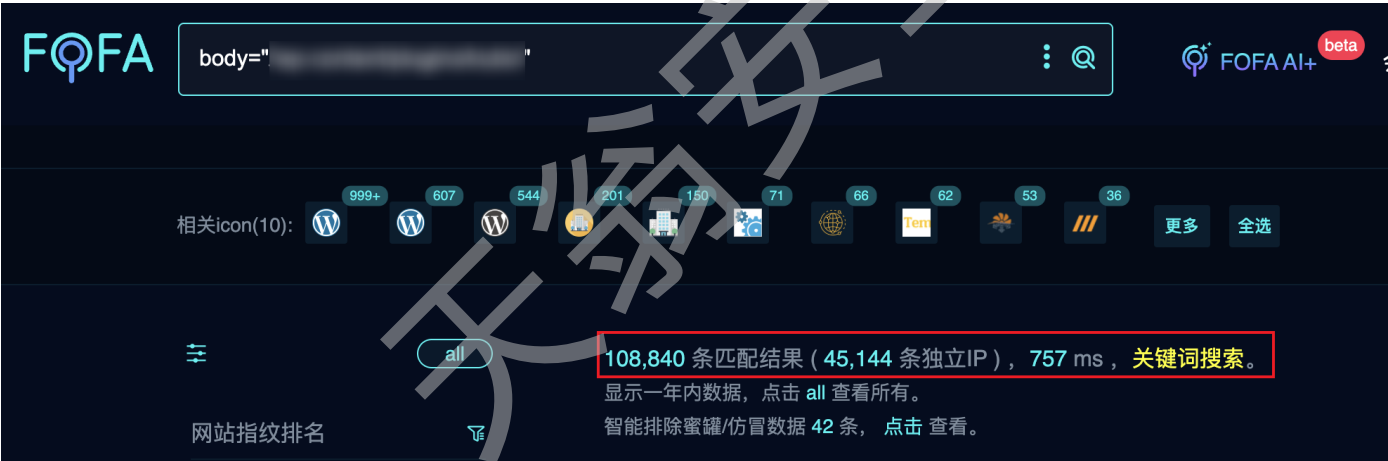 FOFA
body=" "
FOFA AI+
beta
999+
607
544
201
150
71
66
62
53
36
相关icon(10):
Tem
更多
全选
all
108,840 条匹配结果 ( 45,144 条独立IP ) ，757 ms ，关键词搜索。
显示一年内数据，点击 all 查看所有。
智能排除蜜罐/仿冒数据 42 条， 点击 查看。
网站指纹排名
天翁安